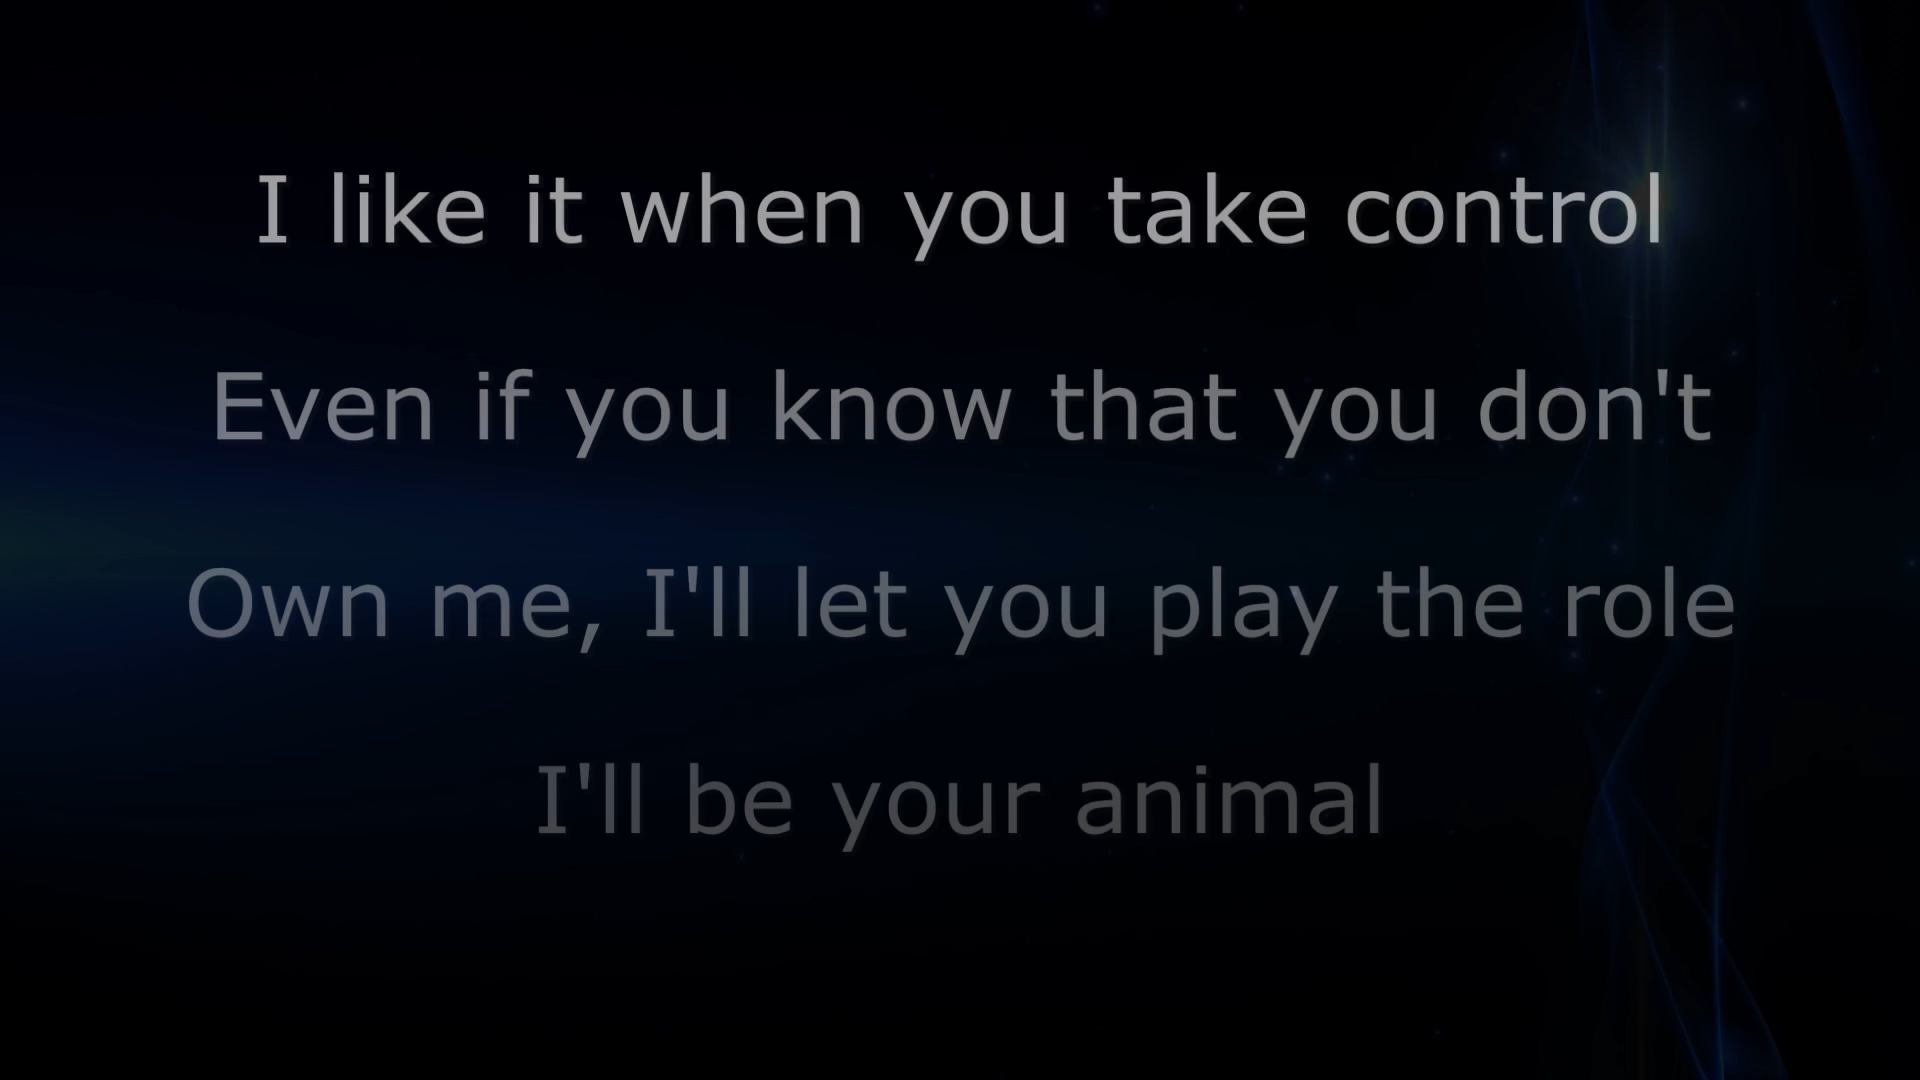 I like it when you take control
Even if you know that you don't
Own me, I'll let you play the role
I'll be your animal